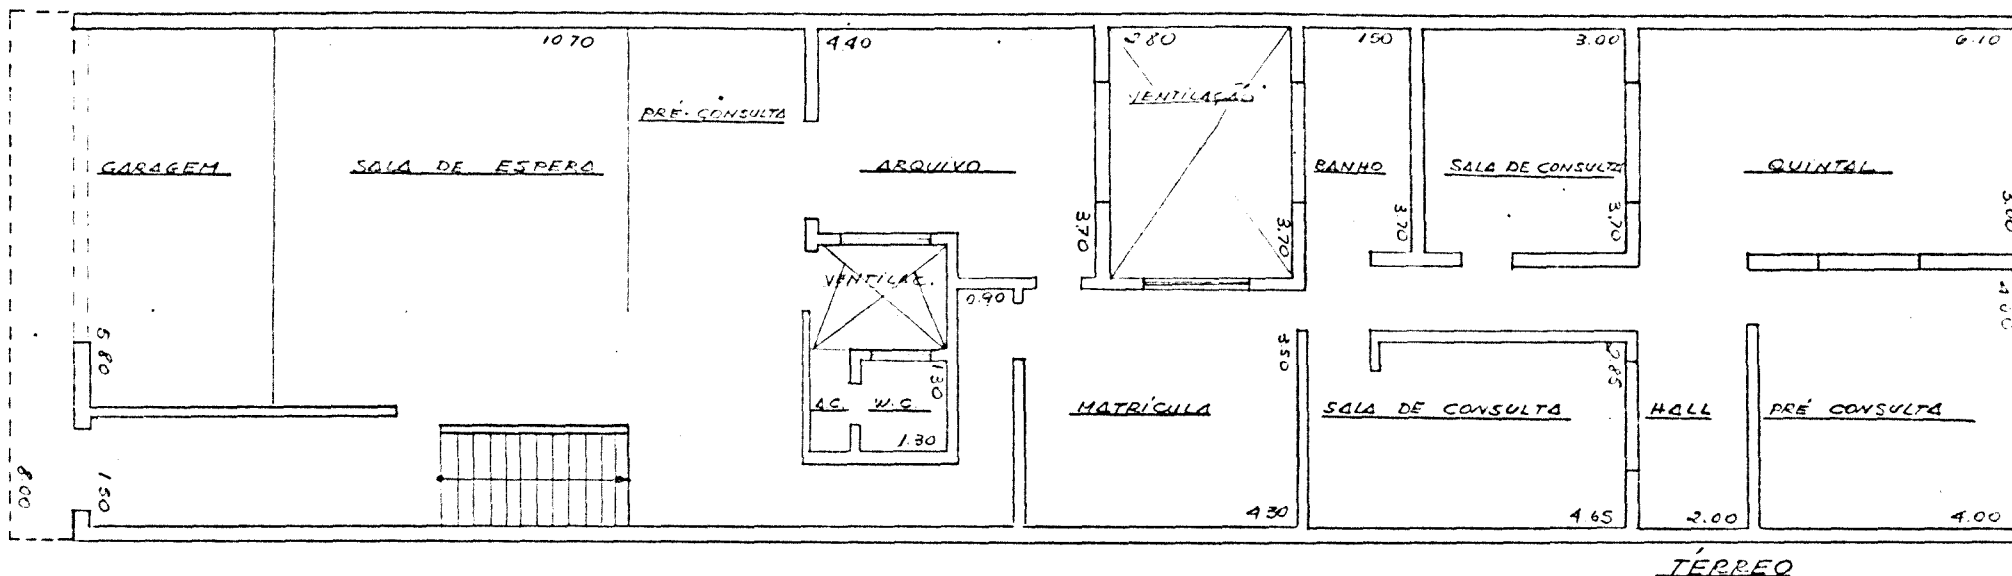 10.70
4.40
2.80
1.50
3.00
6.10
VENTILAÇÃO
PRÉ-CONSULTA
GARAGEM
SALA DE ESPERA
ARQUIVO
BANHO
SALA DE CONSULTA
QUINTAL
3.70
3.70
3.70
3.70
VENTILAC.
0.90
5.80
1.30
3.50
2.85
A.C.
W.C.
MATRÍCULA
SALA DE CONSULTA
HALL
PRÉ CONSULTA
1.30
8.00
1.50
4.30
4.65
2.00
4.00
TÉRREO